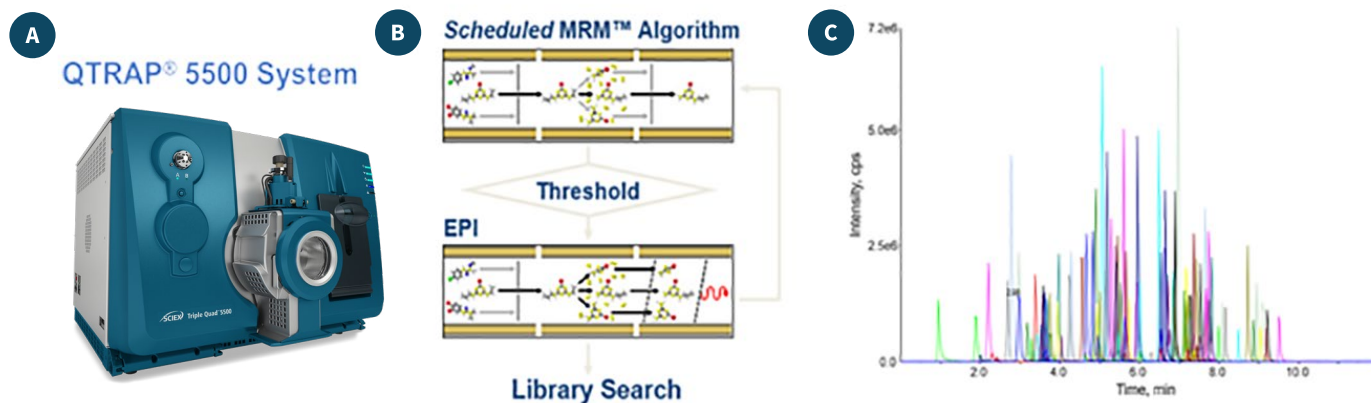 A
QTRAP® 5500 System
SCIEX Triple Quad 5500
B
Scheduled MRM™ Algorithm
Threshold
EPI
Library Search
C
7.2e6
5.0e6
2.5e6
0.0
Intensity, cps
2.0 4.0 6.0 8.0 10.0
Time, min